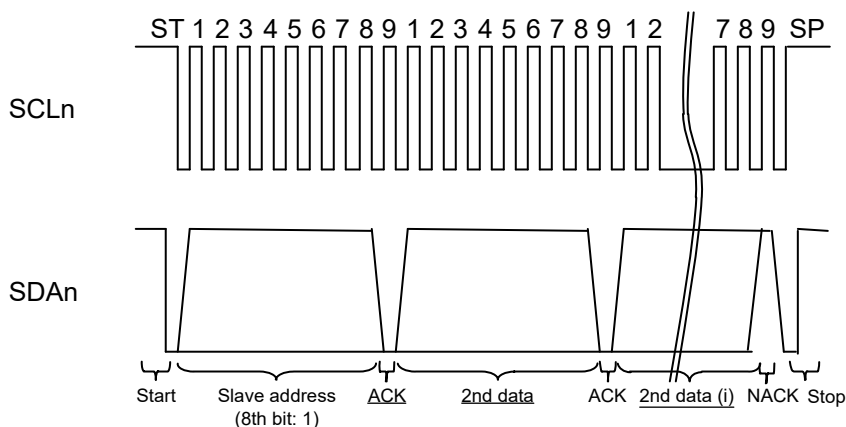 ST 1 2 3 4 5 6 7 8 9 1 2 3 4 5 6 7 8 9 1 2 7 8 9 SP
SCLn
SDAn
Start Slave address ACK 2nd data ACK 2nd data (i) NACK Stop
(8th bit: 1)